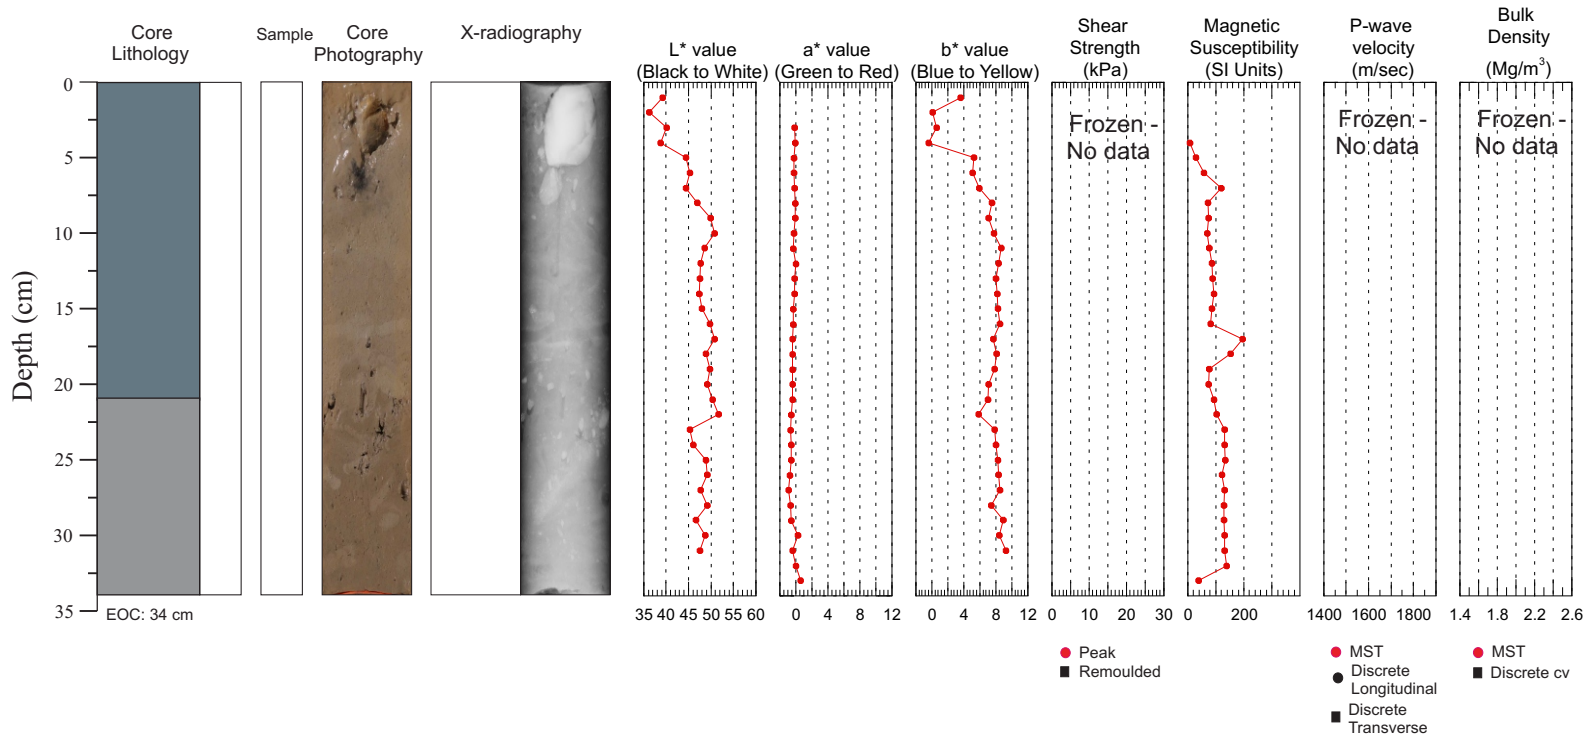 Core
Lithology
Sample
Core
Photography
X-radiography
L* value
(Black to White)
a* value
(Green to Red)
b* value
(Blue to Yellow)
Shear
Strength
(kPa)
Magnetic
Susceptibility
(SI Units)
P-wave
velocity
(m/sec)
Bulk
Density
(Mg/m³)
Depth (cm)
0
5
10
15
20
25
30
35
EOC: 34 cm
Frozen -
No data
Frozen -
No data
Frozen -
No data
35 40 45 50 55 60
0 4 8 12
0 4 8 12
0 10 20 30
0 200
1400 1600 1800
1.4 1.8 2.2 2.6
Peak
Remoulded
MST
Discrete
Longitudinal
Discrete
Transverse
MST
Discrete cv